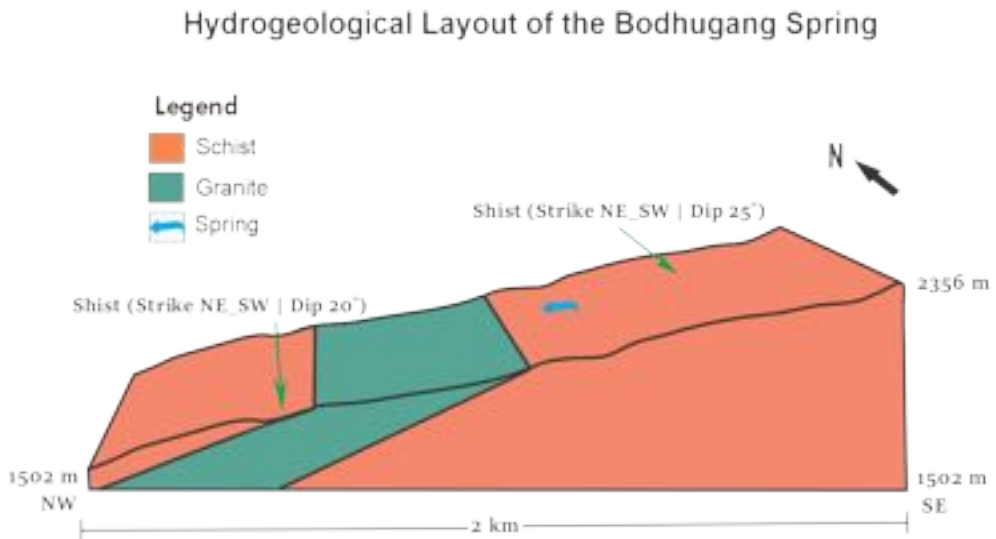 Hydrogeological Layout of the Bodhugang Spring
Legend
Schist
Granite
Spring
N
Shist (Strike NE_SW | Dip 25°)
Shist (Strike NE_SW | Dip 20°)
2356 m
1502 m
NW
1502 m
SE
2 km